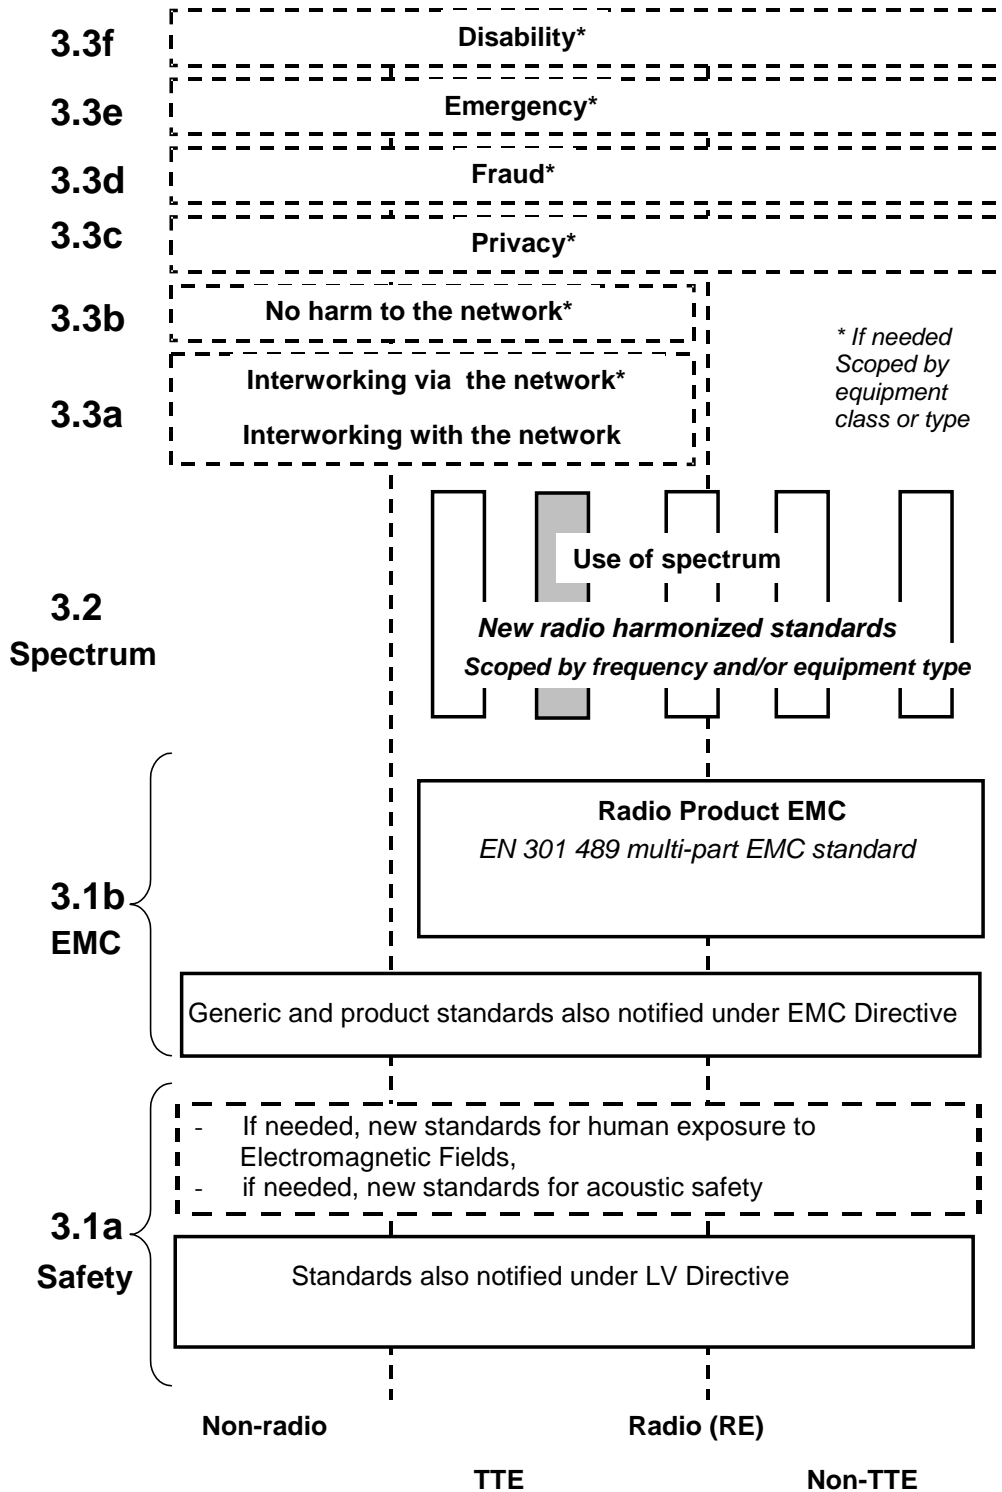 3.3f
Disability*
3.3e
Emergency*
3.3d
Fraud*
3.3c
Privacy*
3.3b
No harm to the network*
* If needed
Scoped by
equipment
class or type
3.3a
Interworking via the network*
Interworking with the network
Use of spectrum
3.2
Spectrum
New radio harmonized standards
Scoped by frequency and/or equipment type
Radio Product EMC
EN 301 489 multi-part EMC standard
3.1b
EMC
Generic and product standards also notified under EMC Directive
- If needed, new standards for human exposure to
Electromagnetic Fields,
- if needed, new standards for acoustic safety
3.1a
Safety
Standards also notified under LV Directive
Non-radio
Radio (RE)
TTE
Non-TTE